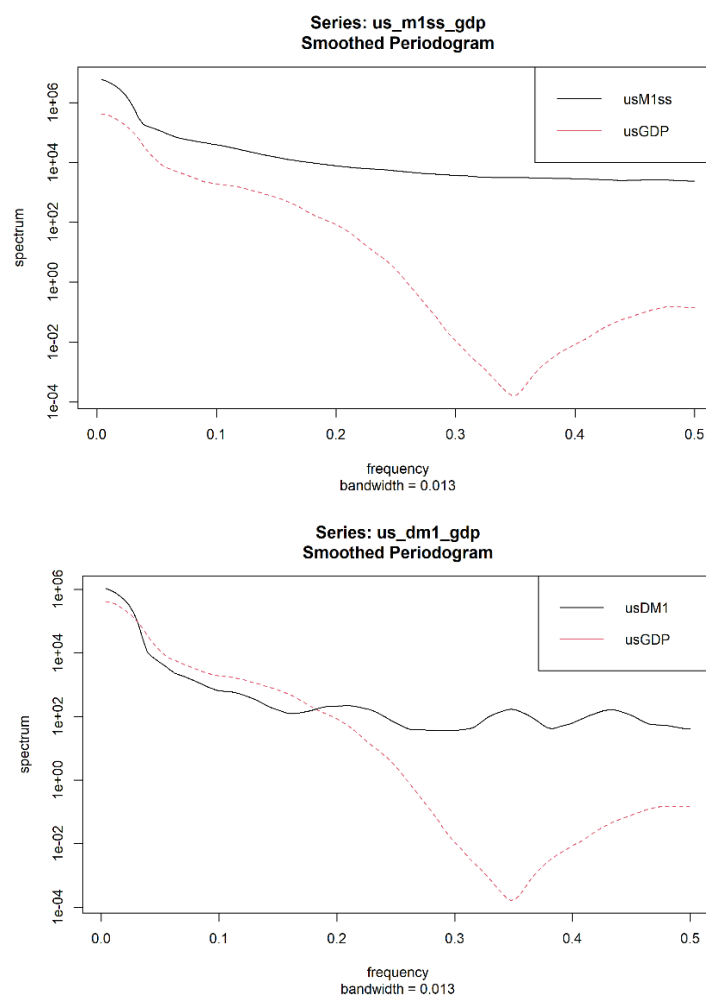 Series: us_m1ss_gdp
Smoothed Periodogram
usM1ss
usGDP
spectrum
1e+06
1e+04
1e+02
1e+00
1e-02
1e-04
0.0 0.1 0.2 0.3 0.4 0.5
frequency
bandwidth = 0.013
Series: us_dm1_gdp
Smoothed Periodogram
usDM1
usGDP
spectrum
1e+06
1e+04
1e+02
1e+00
1e-02
1e-04
0.0 0.1 0.2 0.3 0.4 0.5
frequency
bandwidth = 0.013